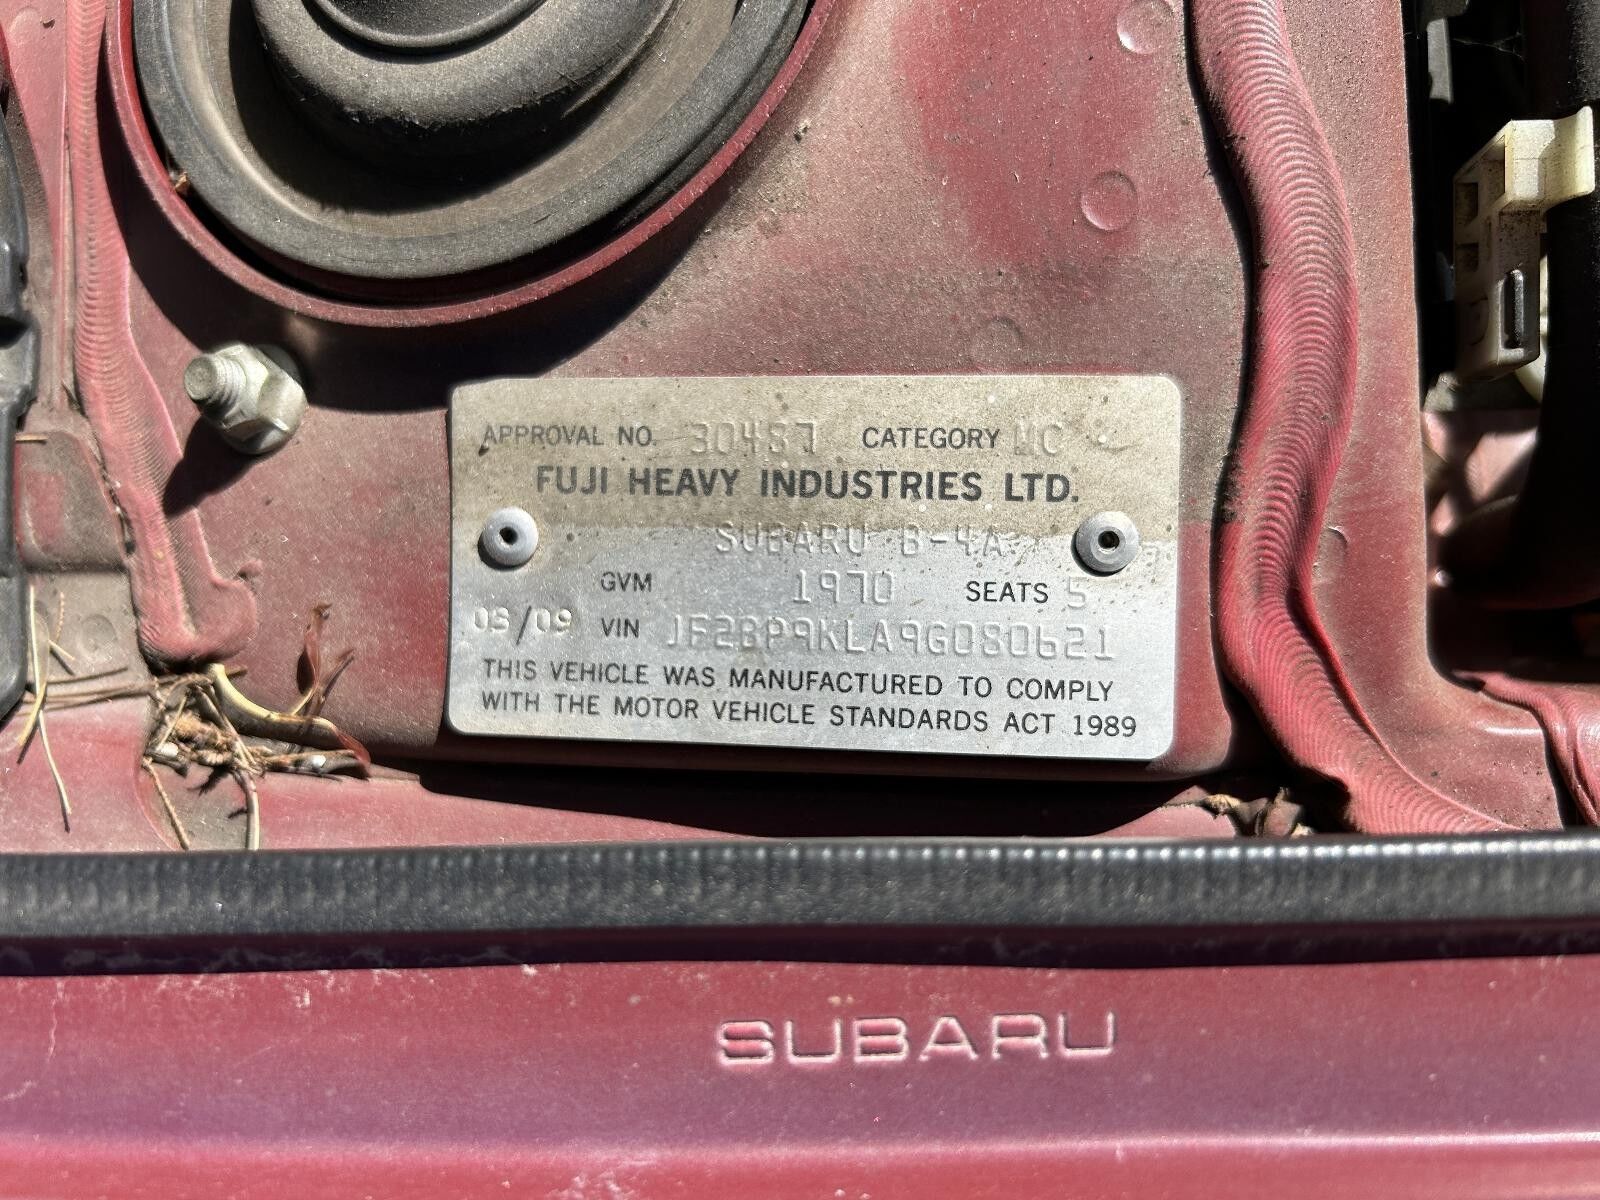 APPROVAL NO. 30487 CATEGORY MC
FUJI HEAVY INDUSTRIES LTD.
SUBARU B-4A
GVM 1970 SEATS 5
03/09 VIN JF2BP9KLA9G080621
THIS VEHICLE WAS MANUFACTURED TO COMPLY
WITH THE MOTOR VEHICLE STANDARDS ACT 1989
SUBARU